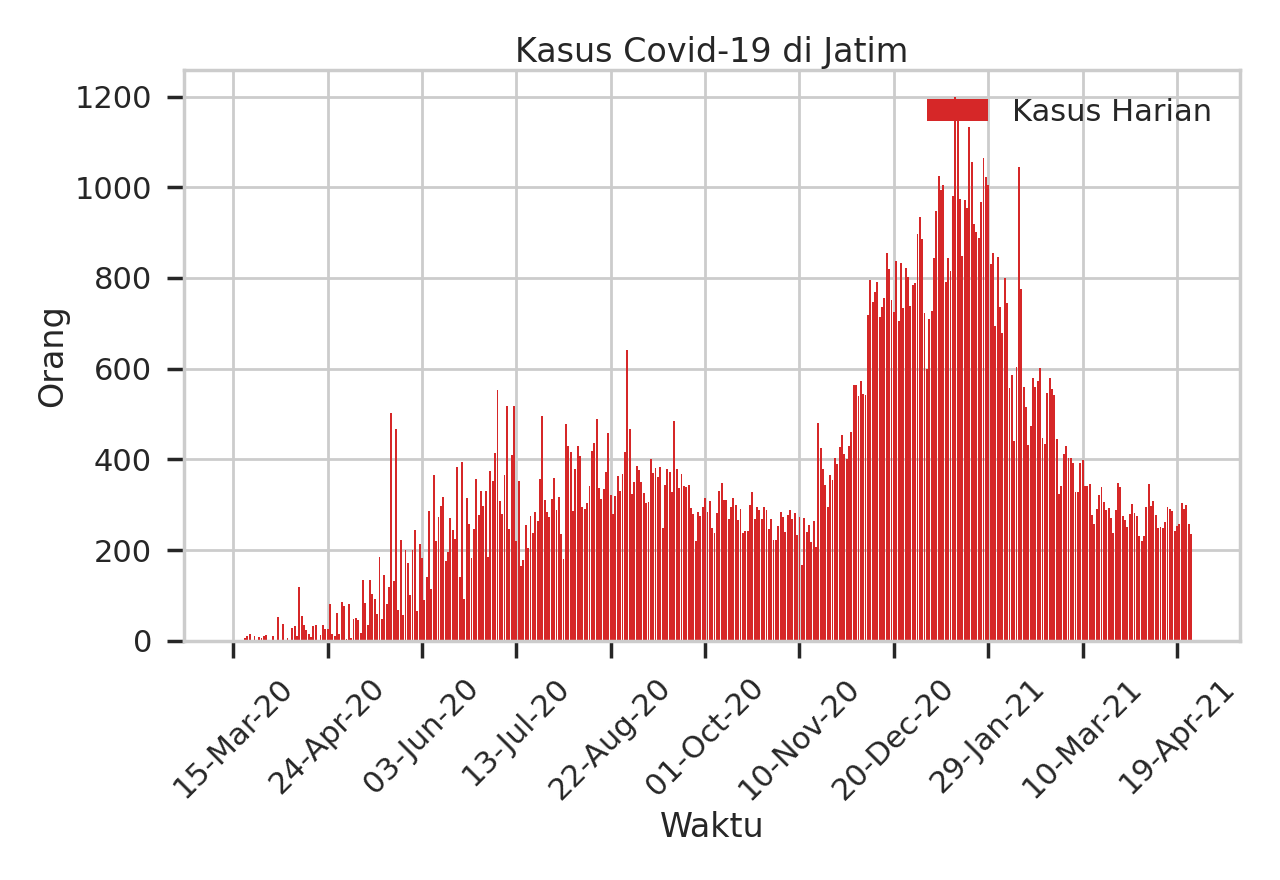 Kasus Covid-19 di Jatim
Kasus Harian
Orang
1200
1000
800
600
400
200
0
15-Mar-20
24-Apr-20
03-Jun-20
13-Jul-20
22-Aug-20
01-Oct-20
10-Nov-20
20-Dec-20
29-Jan-21
10-Mar-21
19-Apr-21
Waktu